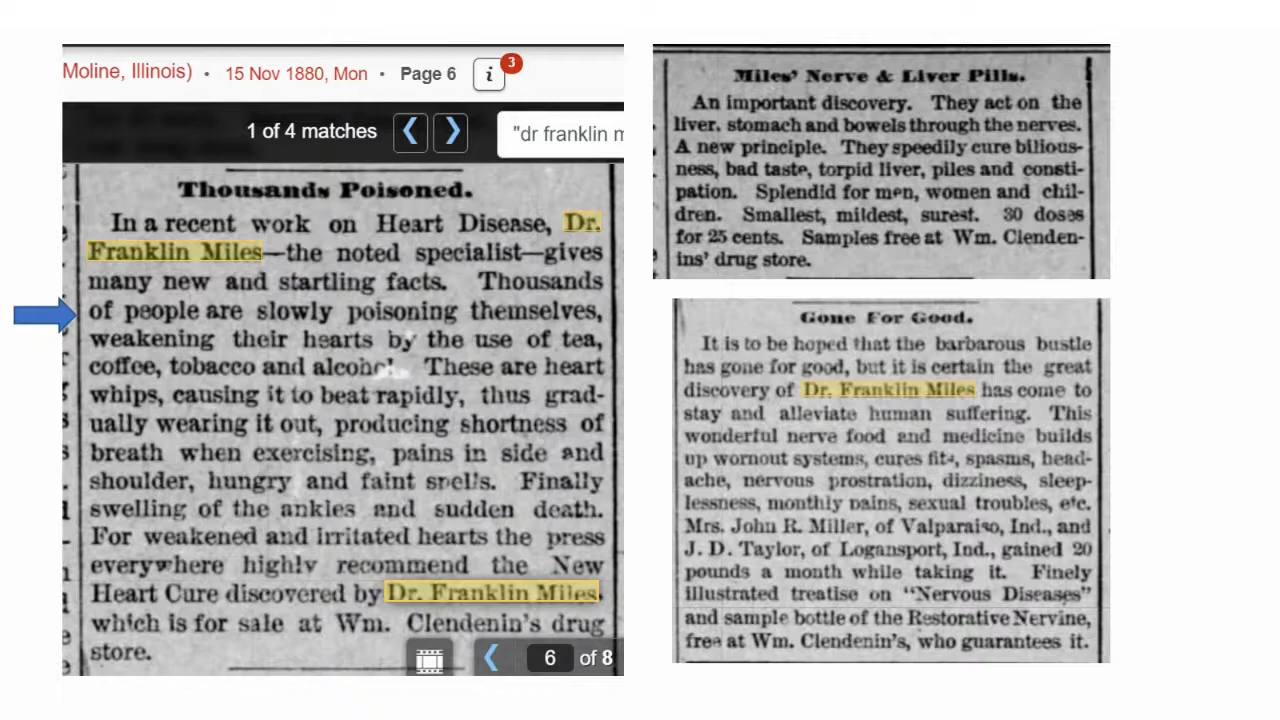 Moline, Illinois) • 15 Nov 1880, Mon • Page 6 i 3
1 of 4 matches "dr franklin m
Thousands Poisoned.
In a recent work on Heart Disease, Dr.
Franklin Miles—the noted specialist—gives
many new and startling facts. Thousands
of people are slowly poisoning themselves,
weakening their hearts by the use of tea,
coffee, tobacco and alcohol. These are heart
whips, causing it to beat rapidly, thus grad-
ually wearing it out, producing shortness of
breath when exercising, pains in side and
shoulder, hungry and faint spells. Finally
swelling of the ankles and sudden death.
For weakened and irritated hearts the press
everywhere highly recommend the New
Heart Cure discovered by Dr. Franklin Miles,
which is for sale at Wm. Clendenin's drug
store.
6 of 8
Miles' Nerve & Liver Pills.
An important discovery. They act on the
liver, stomach and bowels through the nerves.
A new principle. They speedily cure bilious-
ness, bad taste, torpid liver, piles and consti-
pation. Splendid for men, women and chil-
dren. Smallest, mildest, surest. 30 doses
for 25 cents. Samples free at Wm. Clenden-
ins' drug store.
Gone For Good.
It is to be hoped that the barbarous bustle
has gone for good, but it is certain the great
discovery of Dr. Franklin Miles has come to
stay and alleviate human suffering. This
wonderful nerve food and medicine builds
up wornout systems, cures fits, spasms, head-
ache, nervous prostration, dizziness, sleep-
lessness, monthly pains, sexual troubles, etc.
Mrs. John R. Miller, of Valparaiso, Ind., and
J. D. Taylor, of Logansport, Ind., gained 20
pounds a month while taking it. Finely
illustrated treatise on "Nervous Diseases"
and sample bottle of the Restorative Nervine,
free at Wm. Clendenin's, who guarantees it.